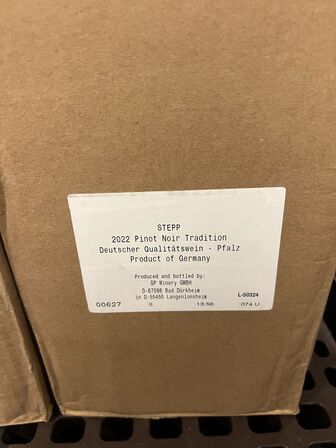 STEPP
2022 Pinot Noir Tradition
Deutscher Qualitätswein - Pfalz
Product of Germany
Produced and bottled by:
GP Winery GMBH
D-67098 Bad Dürkheim
in D-55450 Langenlonsheim
L-50324
00627 II 13:56 074 U